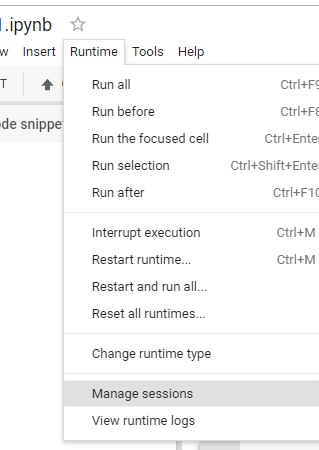 1.ipynb
w Insert Runtime Tools Help
T
ode snippet
Run all Ctrl+F9
Run before Ctrl+F8
Run the focused cell Ctrl+Enter
Run selection Ctrl+Shift+Enter
Run after Ctrl+F10
Interrupt execution Ctrl+M
Restart runtime... Ctrl+M
Restart and run all...
Reset all runtimes...
Change runtime type
Manage sessions
View runtime logs